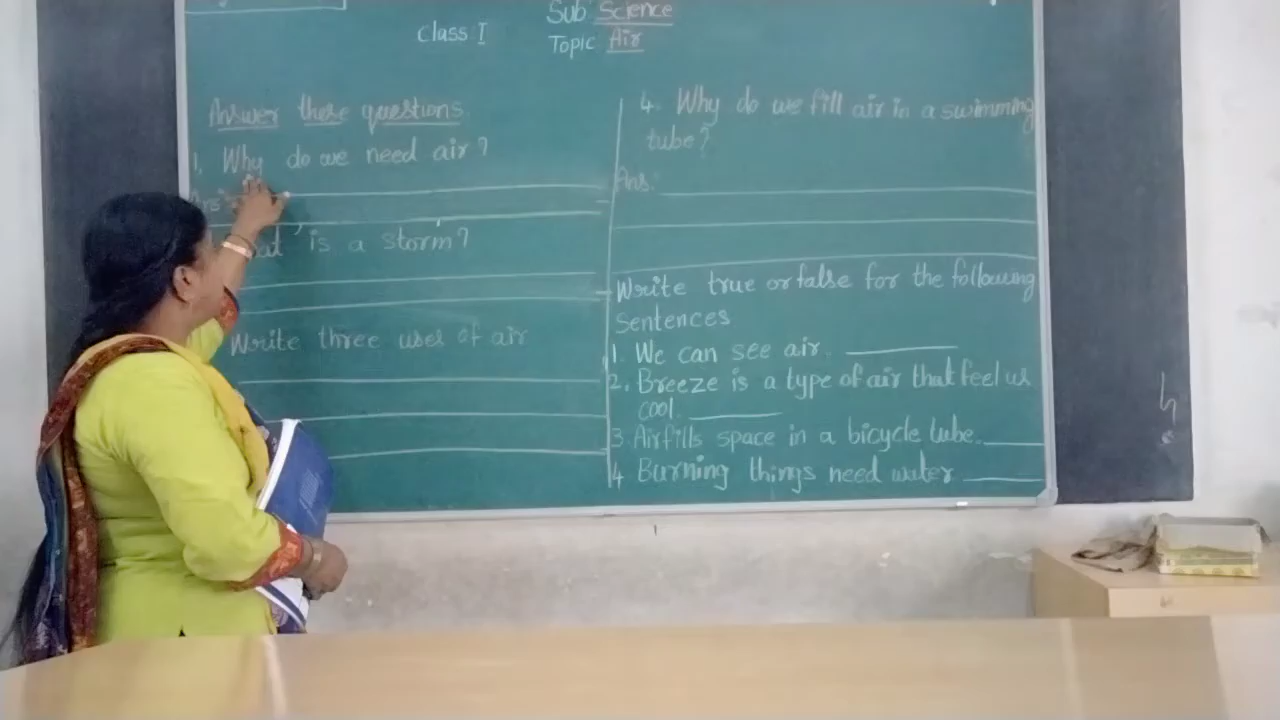 Sub: Science
Class: I
Topic Air
Answer these questions
1, Why do we need air?
Ans:
is a storm?
Write three uses of air
4. Why do we fill air in a swimming
tube?
Ans:
Write true or false for the following
Sentences
1. We can see air.
2. Breeze is a type of air that feel us
cool.
3. Airfills space in a bicycle tube.
4 Burning things need water